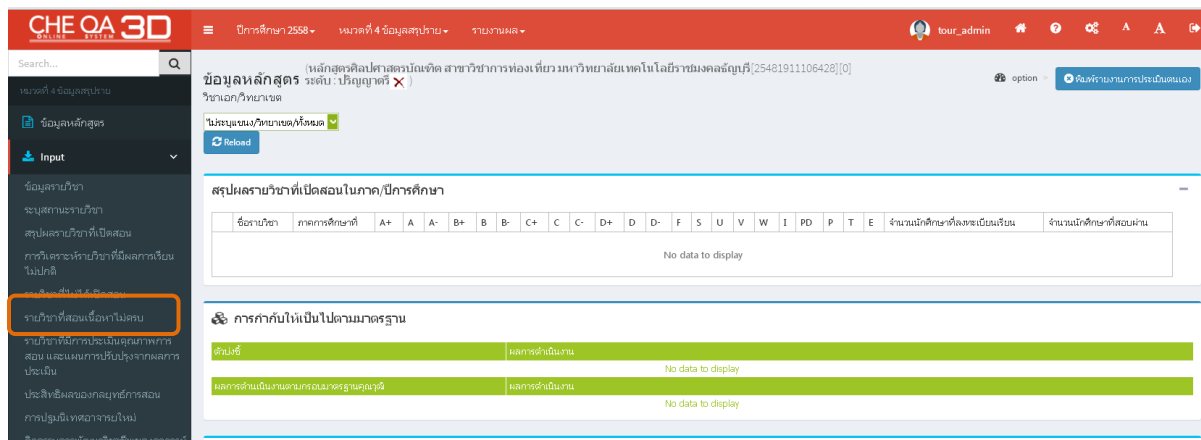 CHE QA 3D
ONLINE SYSTEM
ปีการศึกษา 2558 หมวดที่ 4 ข้อมูลสรุปราย รายงานผล tour_admin A A
Search...
หมวดที่ 4 ข้อมูลสรุปราย
ข้อมูลหลักสูตร
Input
ข้อมูลรายวิชา
ระบุสถานะรายวิชา
สรุปผลรายวิชาที่เปิดสอน
การวิเคราะห์รายวิชาที่มีผลการเรียน
ไม่ปกติ
รายวิชาที่ไม่ได้เปิดสอน
รายวิชาที่สอนเนื้อหาไม่ครบ
รายวิชาที่มีการประเมินคุณภาพการ
สอน และแผนการปรับปรุงจากผลการ
ประเมิน
ประสิทธิผลของกลยุทธ์การสอน
การปฐมนิเทศอาจารย์ใหม่
ข้อมูลหลักสูตร (หลักสูตรศิลปศาสตรบัณฑิต สาขาวิชาการท่องเที่ยว มหาวิทยาลัยเทคโนโลยีราชมงคลธัญบุรี[25481911106428][0]
ระดับ : ปริญญาตรี )
option พิมพ์รายงานการประเมินตนเอง
วิชาเอก/วิทยาเขต
ไม่ระบุแขนง/วิทยาเขต/ทั้งหมด
Reload
สรุปผลรายวิชาที่เปิดสอนในภาค/ปีการศึกษา
ชื่อรายวิชา ภาคการศึกษาที่ A+ A A- B+ B B- C+ C C- D+ D D- F S U V W I PD P T E จำนวนนักศึกษาที่ลงทะเบียนเรียน จำนวนนักศึกษาที่สอบผ่าน
No data to display
การกำกับให้เป็นไปตามมาตรฐาน
ตัวบ่งชี้ ผลการดำเนินงาน
No data to display
ผลการดำเนินงานตามกรอบมาตรฐานคุณวุฒิ ผลการดำเนินงาน
No data to display